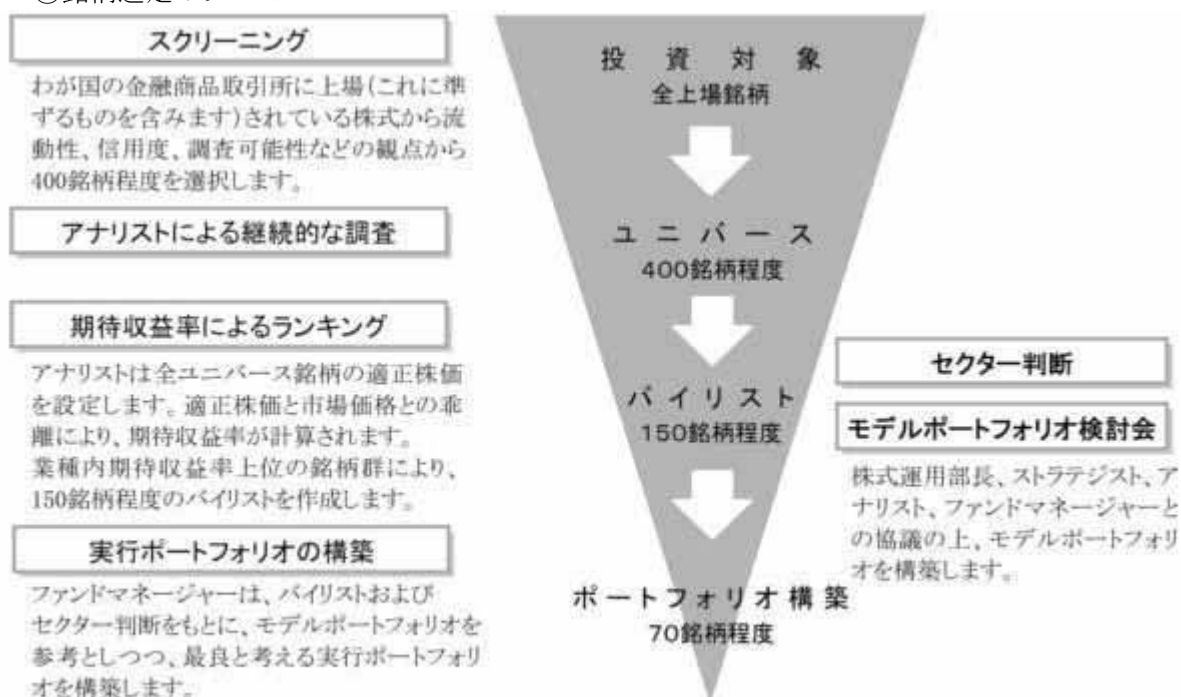 スクリーニング
わが国の金融商品取引所に上場(これに準
ずるものを含みます)されている株式から流
動性、信用度、調査可能性などの観点から
400銘柄程度を選択します。
アナリストによる継続的な調査
期待収益率によるランキング
アナリストは全ユニバース銘柄の適正株価
を設定します。適正株価と市場価格との乖
離により、期待収益率が計算されます。
業種内期待収益率上位の銘柄群により、
150銘柄程度のバイリストを作成します。
実行ポートフォリオの構築
ファンドマネージャーは、バイリストおよび
セクター判断をもとに、モデルポートフォリオを
参考としつつ、最良と考える実行ポートフォリ
オを構築します。
投資対象
全上場銘柄
ユニバース
400銘柄程度
バイリスト
150銘柄程度
ポートフォリオ構築
70銘柄程度
セクター判断
モデルポートフォリオ検討会
株式運用部長、ストラテジスト、ア
ナリスト、ファンドマネージャーと
の協議の上、モデルポートフォリ
オを構築します。